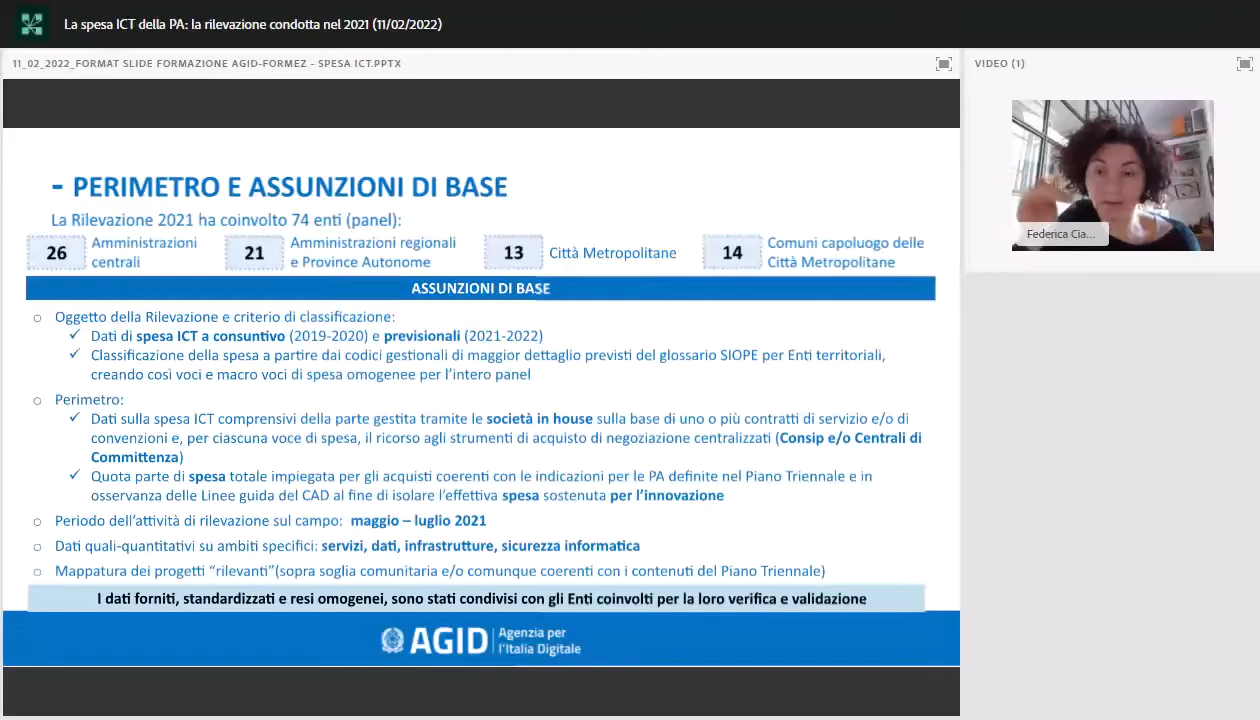 La spesa ICT della PA: la rilevazione condotta nel 2021 (11/02/2022)
11_02_2022_FORMAT SLIDE FORMAZIONE AGID-FORMEZ - SPESA ICT.PPTX
VIDEO (1)
- PERIMETRO E ASSUNZIONI DI BASE
La Rilevazione 2021 ha coinvolto 74 enti (panel):
26
Amministrazioni
centrali
21
Amministrazioni regionali
e Province Autonome
13
Città Metropolitane
14
Comuni capoluogo delle
Città Metropolitane
ASSUNZIONI DI BASE
○ Oggetto della Rilevazione e criterio di classificazione:
✓ Dati di spesa ICT a consuntivo (2019-2020) e previsionali (2021-2022)
✓ Classificazione della spesa a partire dai codici gestionali di maggior dettaglio previsti del glossario SIOPE per Enti territoriali,
creando così voci e macro voci di spesa omogenee per l'intero panel
○ Perimetro:
✓ Dati sulla spesa ICT comprensivi della parte gestita tramite le società in house sulla base di uno o più contratti di servizio e/o di
convenzioni e, per ciascuna voce di spesa, il ricorso agli strumenti di acquisto di negoziazione centralizzati (Consip e/o Centrali di
Committenza)
✓ Quota parte di spesa totale impiegata per gli acquisti coerenti con le indicazioni per le PA definite nel Piano Triennale e in
osservanza delle Linee guida del CAD al fine di isolare l'effettiva spesa sostenuta per l'innovazione
○ Periodo dell'attività di rilevazione sul campo: maggio – luglio 2021
○ Dati quali-quantitativi su ambiti specifici: servizi, dati, infrastrutture, sicurezza informatica
○ Mappatura dei progetti “rilevanti”(sopra soglia comunitaria e/o comunque coerenti con i contenuti del Piano Triennale)
I dati forniti, standardizzati e resi omogenei, sono stati condivisi con gli Enti coinvolti per la loro verifica e validazione
AGID
Agenzia per
l'Italia Digitale
Federica Cia...